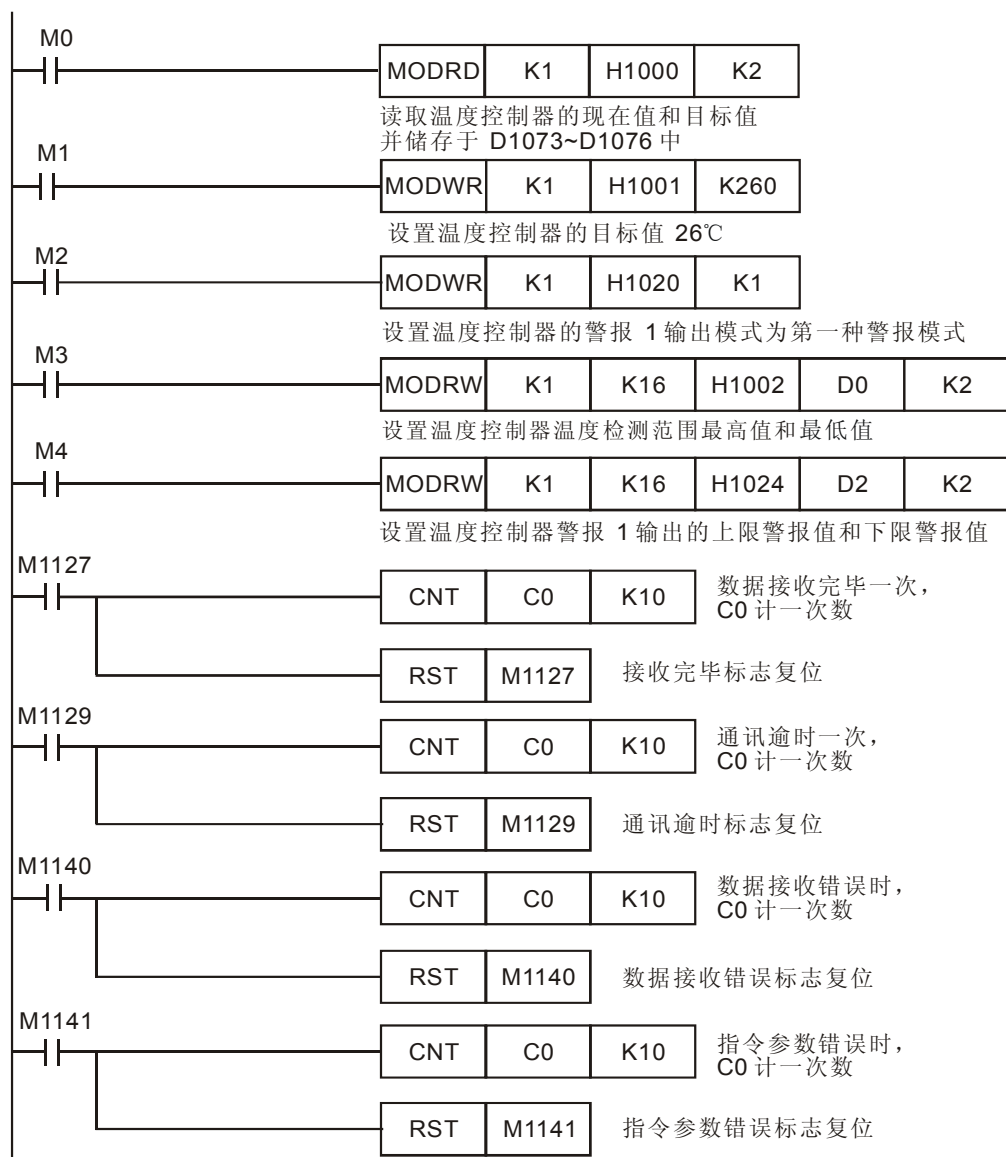 M0
MODRD K1 H1000 K2
读取温度控制器的现在值和目标值
并储存于 D1073~D1076 中
M1
MODWR K1 H1001 K260
设置温度控制器的目标值 26℃
M2
MODWR K1 H1020 K1
设置温度控制器的警报 1 输出模式为第一种警报模式
M3
MODRW K1 K16 H1002 D0 K2
设置温度控制器温度检测范围最高值和最低值
M4
MODRW K1 K16 H1024 D2 K2
设置温度控制器警报 1 输出的上限警报值和下限警报值
M1127
CNT C0 K10
数据接收完毕一次，
C0 计一次数
RST M1127
接收完毕标志复位
M1129
CNT C0 K10
通讯逾时一次，
C0 计一次数
RST M1129
通讯逾时标志复位
M1140
CNT C0 K10
数据接收错误时，
C0 计一次数
RST M1140
数据接收错误标志复位
M1141
CNT C0 K10
指令参数错误时，
C0 计一次数
RST M1141
指令参数错误标志复位